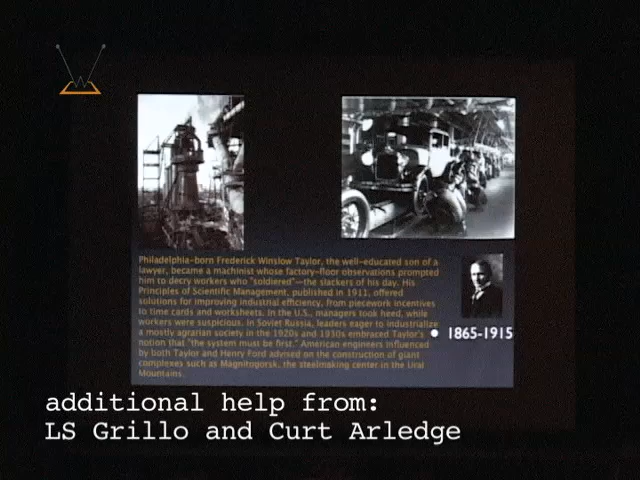 Philadelphia-born Frederick Winslow Taylor, the well-educated son of a
lawyer, became a machinist whose factory-floor observations prompted
him to decry workers who "soldiered"—the slackers of his day. His
Principles of Scientific Management, published in 1911, offered
solutions for improving industrial efficiency, from piecework incentives
to time cards and worksheets. In the U.S., managers took heed, while
workers were suspicious. In Soviet Russia, leaders eager to industrialize
a mostly agrarian society in the 1920s and 1930s embraced Taylor's
notion that "the system must be first." American engineers influenced
by both Taylor and Henry Ford advised on the construction of giant
complexes such as Magnitogorsk, the steelmaking center in the Ural
Mountains.
1865-1915
additional help from:
LS Grillo and Curt Arledge